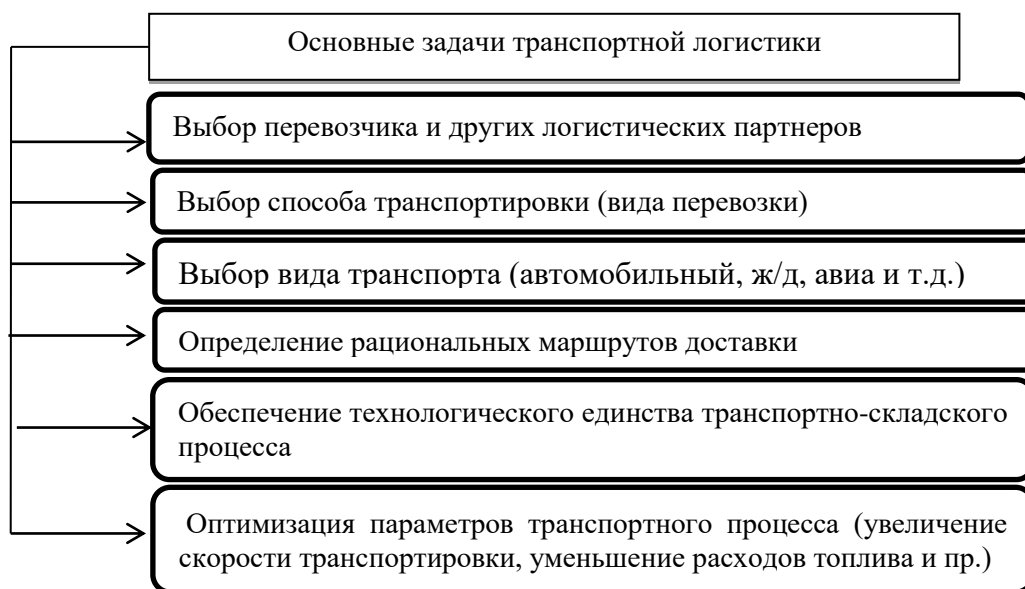 Основные задачи транспортной логистики
Выбор перевозчика и других логистических партнеров
Выбор способа транспортировки (вида перевозки)
Выбор вида транспорта (автомобильный, ж/д, авиа и т.д.)
Определение рациональных маршрутов доставки
Обеспечение технологического единства транспортно-складского
процесса
Оптимизация параметров транспортного процесса (увеличение
скорости транспортировки, уменьшение расходов топлива и пр.)